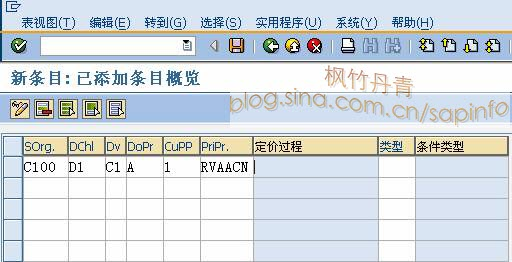 表视图(T) 编辑(E) 转到(G) 选择(S) 实用程序(U) 系统(Y) 帮助(H)
新条目:已添加条目概览
枫竹丹青
blog.sina.com.cn/sapinfo
SOrg. DChl Dv DoPr CuPP PriPr. 定价过程 类型 条件类型
C100 D1 C1 A 1 RVAACN